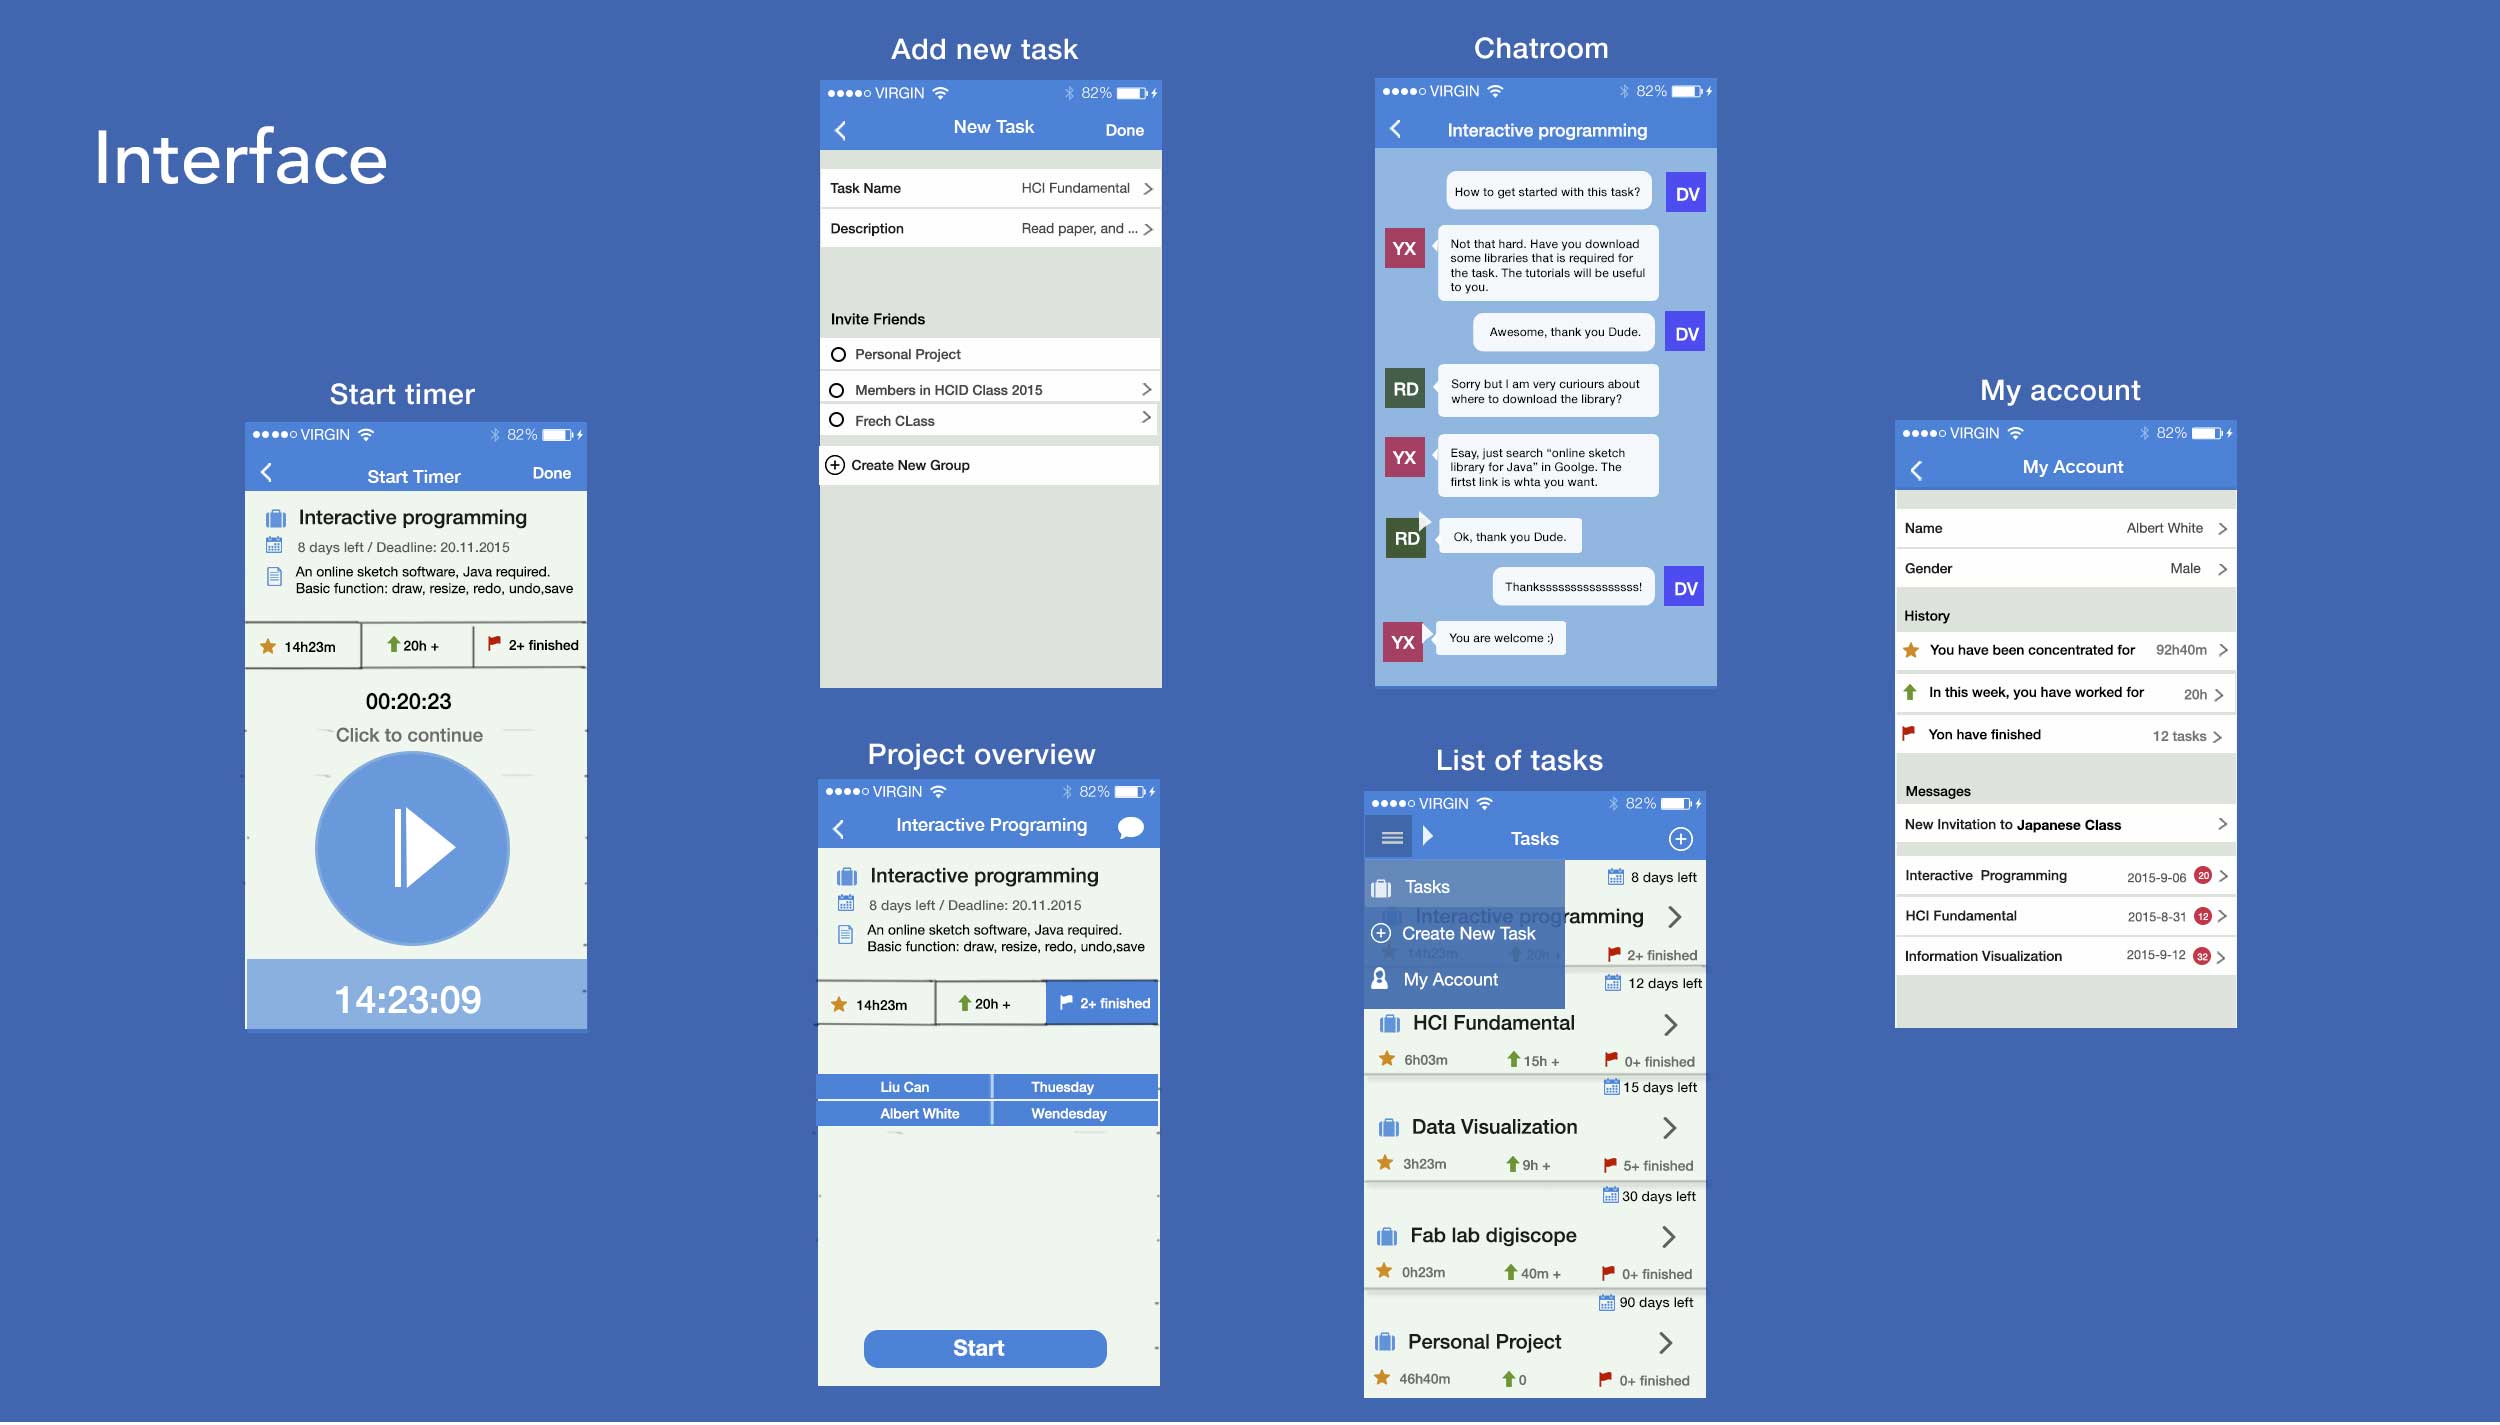 Interface
Start timer
VIRGIN 82%
Start Timer Done
Interactive programming
8 days left / Deadline: 20.11.2015
An online sketch software, Java required.
Basic function: draw, resize, redo, undo,save
14h23m 20h + 2+ finished
00:20:23
Click to continue
14:23:09
Add new task
VIRGIN 82%
New Task Done
Task Name HCI Fundamental
Description Read paper, and ...
Invite Friends
Personal Project
Members in HCID Class 2015
Frech CLass
Create New Group
Project overview
VIRGIN 82%
Interactive Programing
Interactive programming
8 days left / Deadline: 20.11.2015
An online sketch software, Java required.
Basic function: draw, resize, redo, undo,save
14h23m 20h + 2+ finished
Liu Can Thuesday
Albert White Wendesday
Start
Chatroom
VIRGIN 82%
Interactive programming
How to get started with this task? DV
YX Not that hard. Have you download
some libraries that is required for
the task. The tutorials will be useful
to you.
Awesome, thank you Dude. DV
RD Sorry but I am very curiours about
where to download the library?
YX Esay, just search “online sketch
library for Java” in Goolge. The
firtst link is whta you want.
RD Ok, thank you Dude.
Thankssssssssssssssss! DV
YX You are welcome :)
List of tasks
VIRGIN 82%
Tasks
Tasks
Create New Task
My Account
8 days left
Interactive programming
14h23m 20h + 2+ finished
12 days left
HCI Fundamental
6h03m 15h + 0+ finished
15 days left
Data Visualization
3h23m 9h + 5+ finished
30 days left
Fab lab digiscope
0h23m 40m + 0+ finished
90 days left
Personal Project
46h40m 0 0+ finished
My account
VIRGIN 82%
My Account
Name Albert White
Gender Male
History
You have been concentrated for 92h40m
In this week, you have worked for 20h
Yon have finished 12 tasks
Messages
New Invitation to Japanese Class
Interactive Programming 2015-9-06 20
HCI Fundamental 2015-8-31 12
Information Visualization 2015-9-12 32